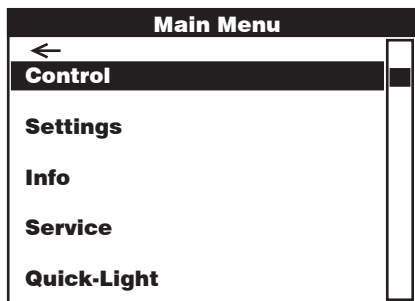 Main Menu
Control
Settings
Info
Service
Quick-Light